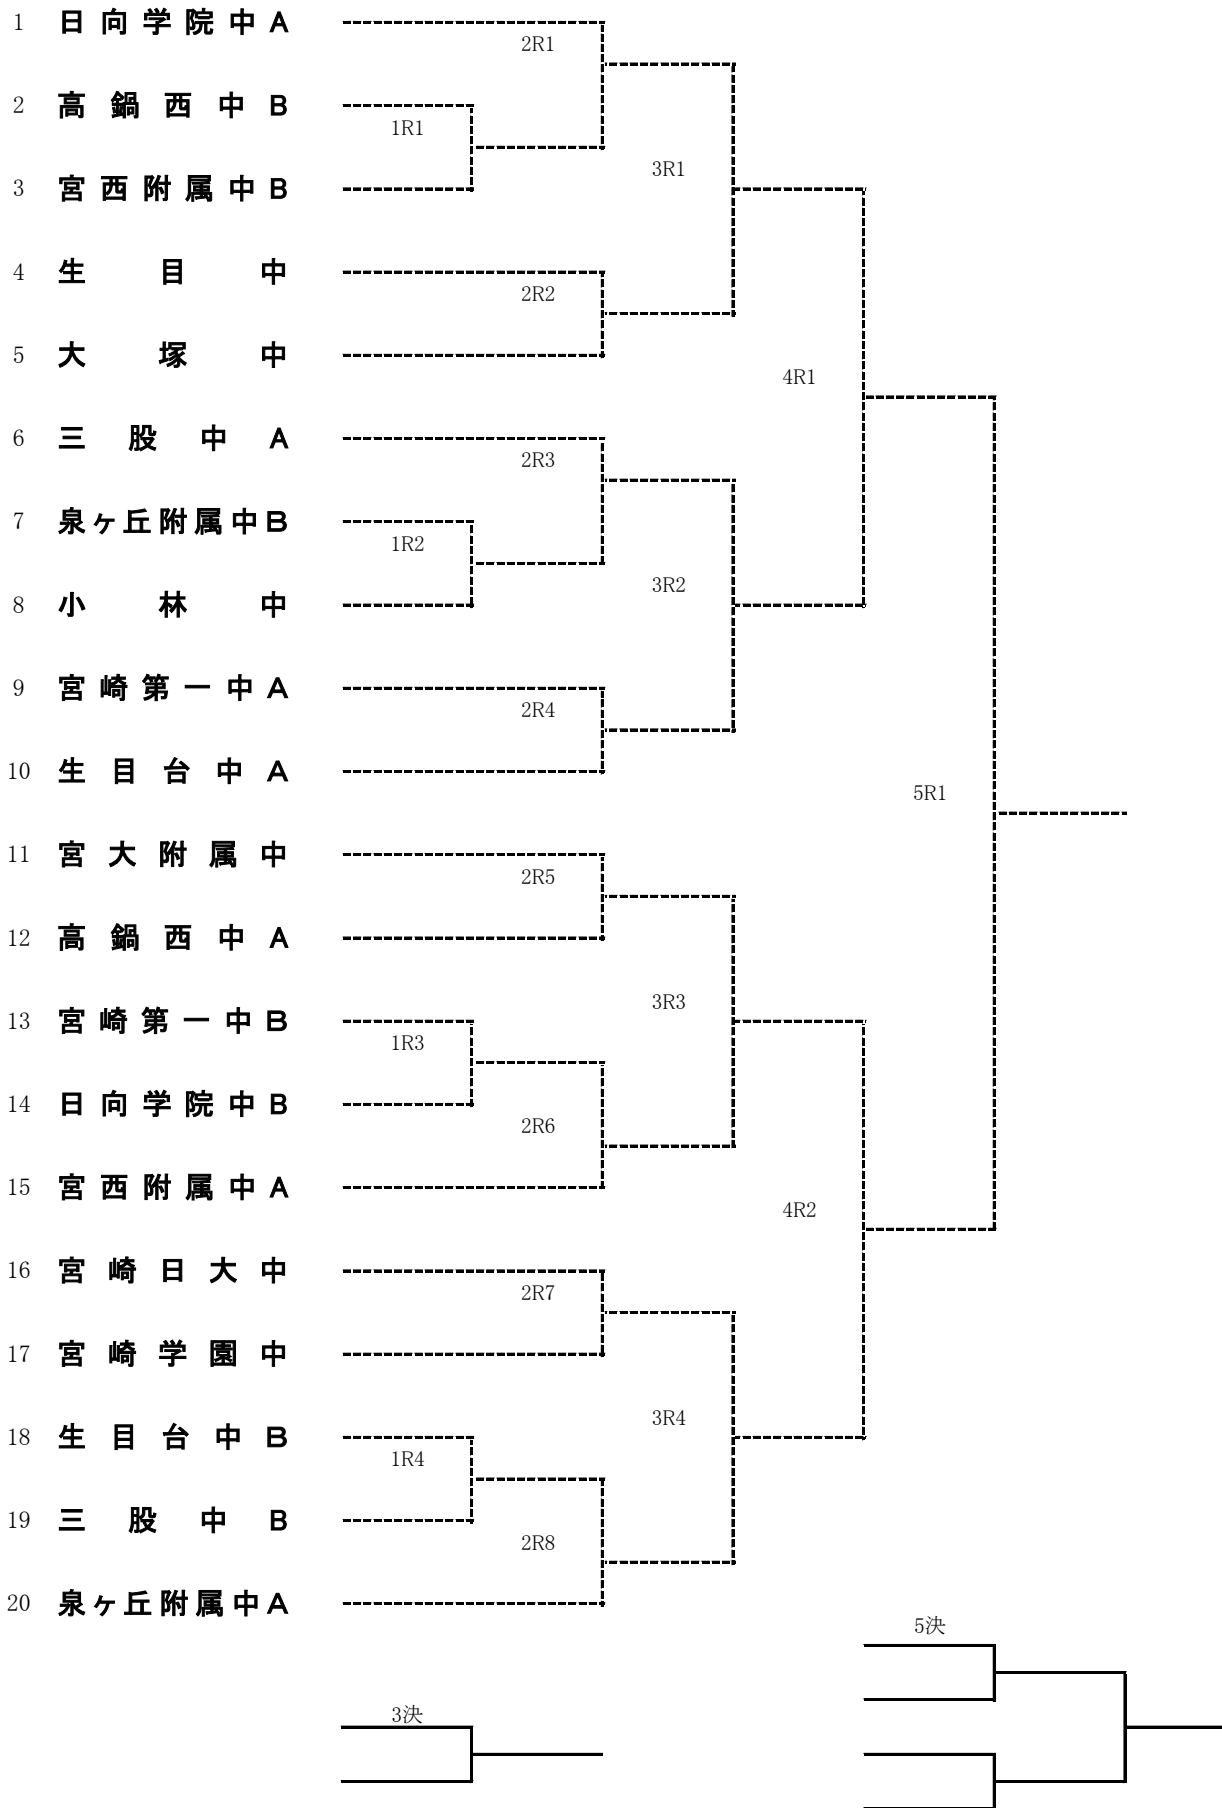 1 日向学院中A
2R1
2 高鍋西中B
1R1
3R1
3 宮西附属中B
4 生目中
2R2
5 大塚中
4R1
6 三股中A
2R3
7 泉ヶ丘附属中B
1R2
3R2
8 小林中
9 宮崎第一中A
2R4
10 生目台中A
5R1
11 宮大附属中
2R5
12 高鍋西中A
3R3
13 宮崎第一中B
1R3
14 日向学院中B
2R6
15 宮西附属中A
4R2
16 宮崎日大中
2R7
17 宮崎学園中
3R4
18 生目台中B
1R4
19 三股中B
2R8
20 泉ヶ丘附属中A
5決
3決